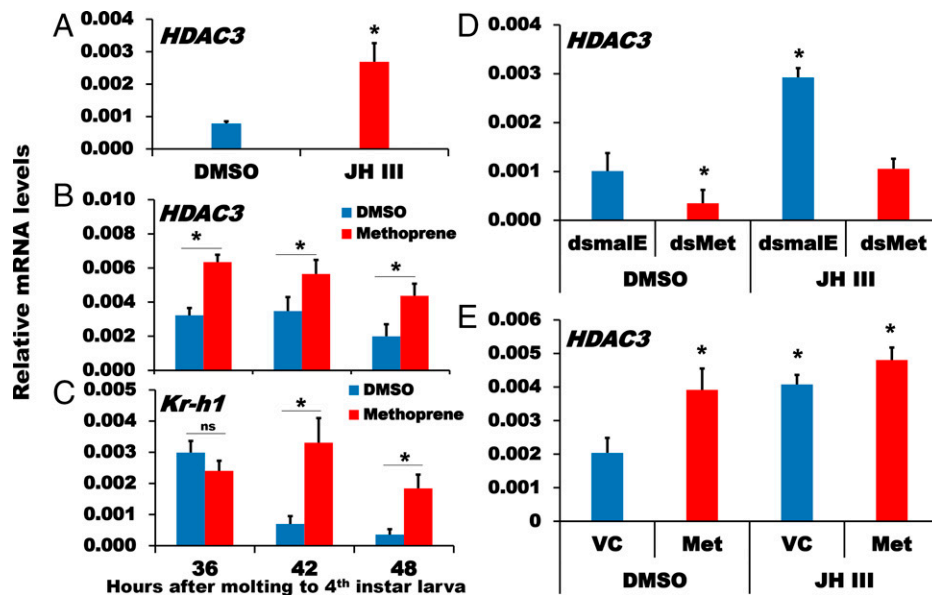 Relative mRNA levels
A
HDAC3
0.004
0.003
0.002
0.001
0.000
*
DMSO
JH III
B
HDAC3
0.010
0.008
0.006
0.004
0.002
0.000
DMSO
Methoprene
*
*
*
C
Kr-h1
0.005
0.004
0.003
0.002
0.001
0.000
DMSO
Methoprene
ns
*
*
36 42 48
Hours after molting to 4th instar larva
D
HDAC3
0.004
0.003
0.002
0.001
0.000
*
*
dsmalE dsMet dsmalE dsMet
DMSO JH III
E
HDAC3
0.006
0.005
0.004
0.003
0.002
0.001
0
*
*
*
VC Met VC Met
DMSO JH III